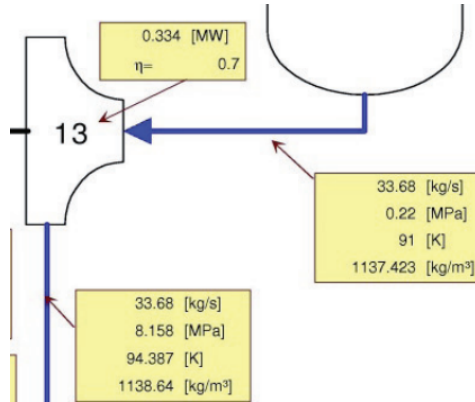 0.334 [MW]
η= 0.7
13
33.68 [kg/s]
0.22 [MPa]
91 [K]
1137.423 [kg/m³]
33.68 [kg/s]
8.158 [MPa]
94.387 [K]
1138.64 [kg/m³]